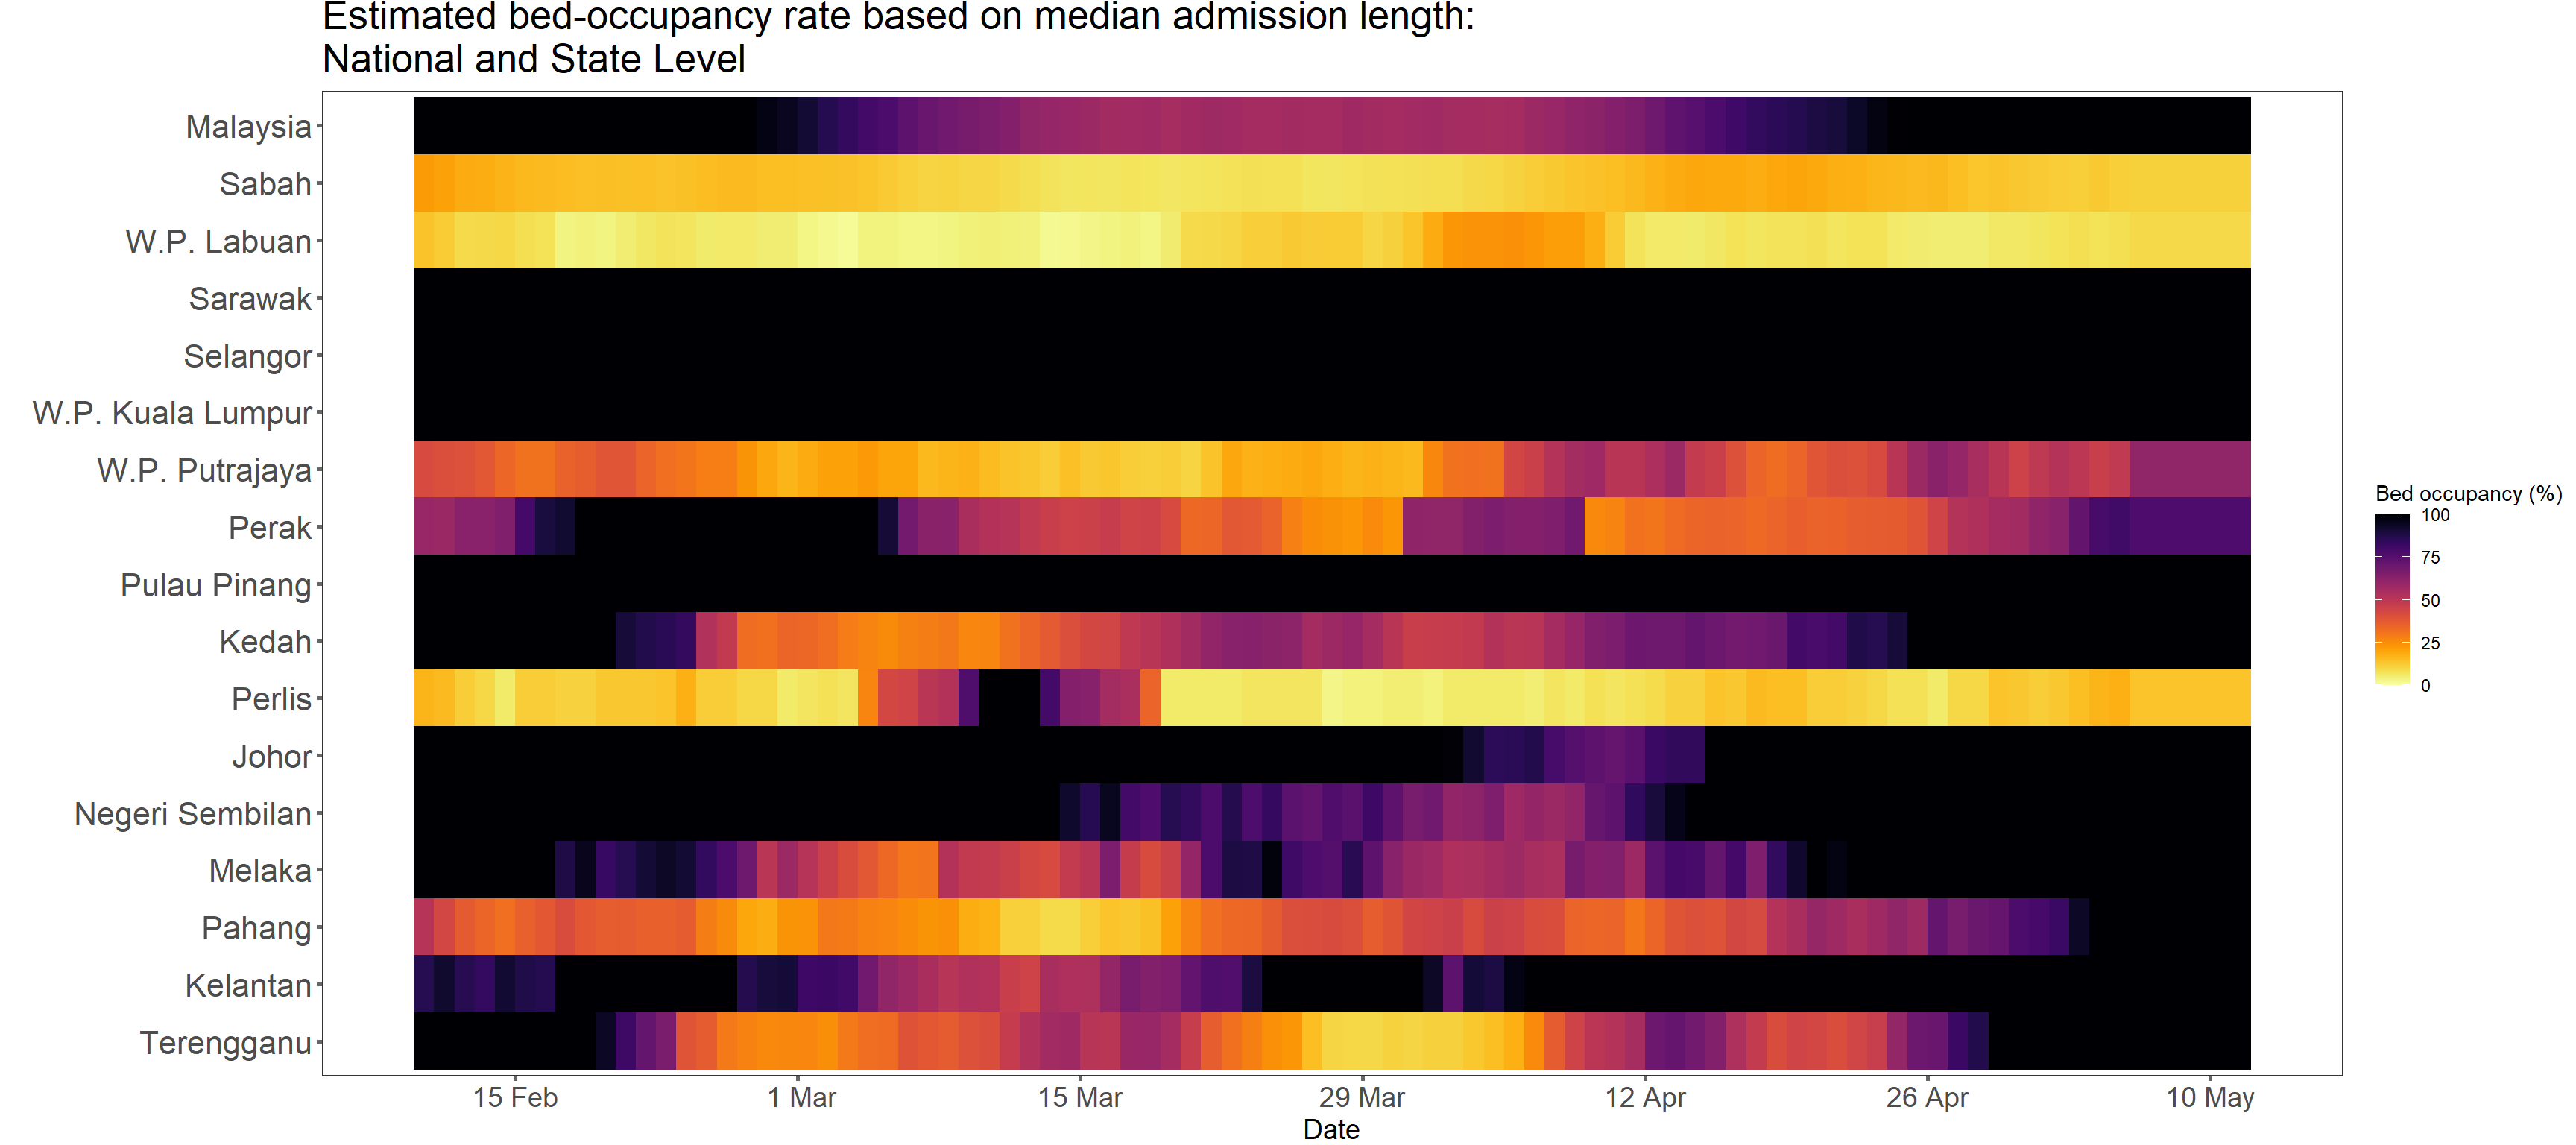 Estimated bed-occupancy rate based on median admission length:
National and State Level
Malaysia
Sabah
W.P. Labuan
Sarawak
Selangor
W.P. Kuala Lumpur
W.P. Putrajaya
Perak
Pulau Pinang
Kedah
Perlis
Johor
Negeri Sembilan
Melaka
Pahang
Kelantan
Terengganu
15 Feb
1 Mar
15 Mar
29 Mar
12 Apr
26 Apr
10 May
Date
Bed occupancy (%)
100
75
50
25
0